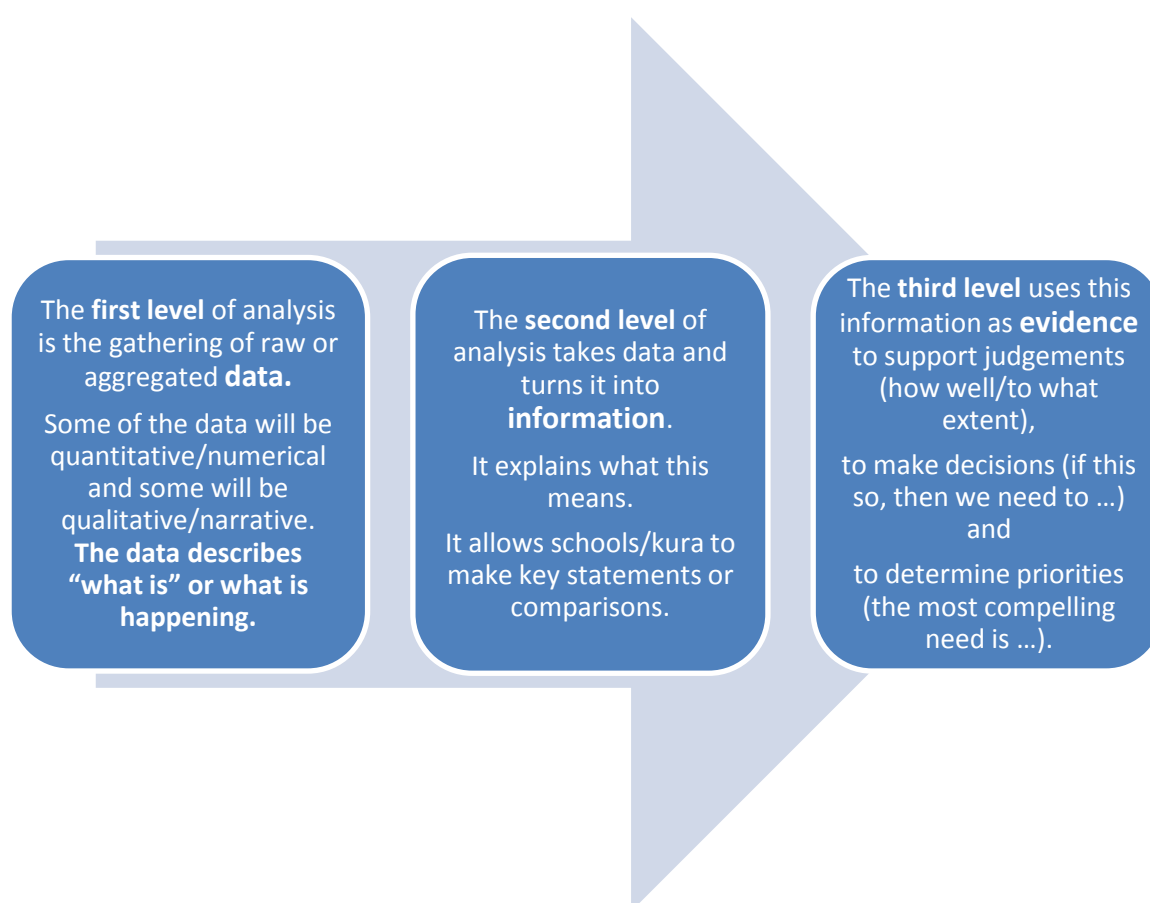 The first level of analysis
is the gathering of raw or
aggregated data.
Some of the data will be
quantitative/numerical
and some will be
qualitative/narrative.
The data describes
“what is” or what is
happening.
The second level of
analysis takes data and
turns it into
information.
It explains what this
means.
It allows schools/kura to
make key statements or
comparisons.
The third level uses this
information as evidence
to support judgements
(how well/to what
extent),
to make decisions (if this
so, then we need to …)
and
to determine priorities
(the most compelling
need is …).